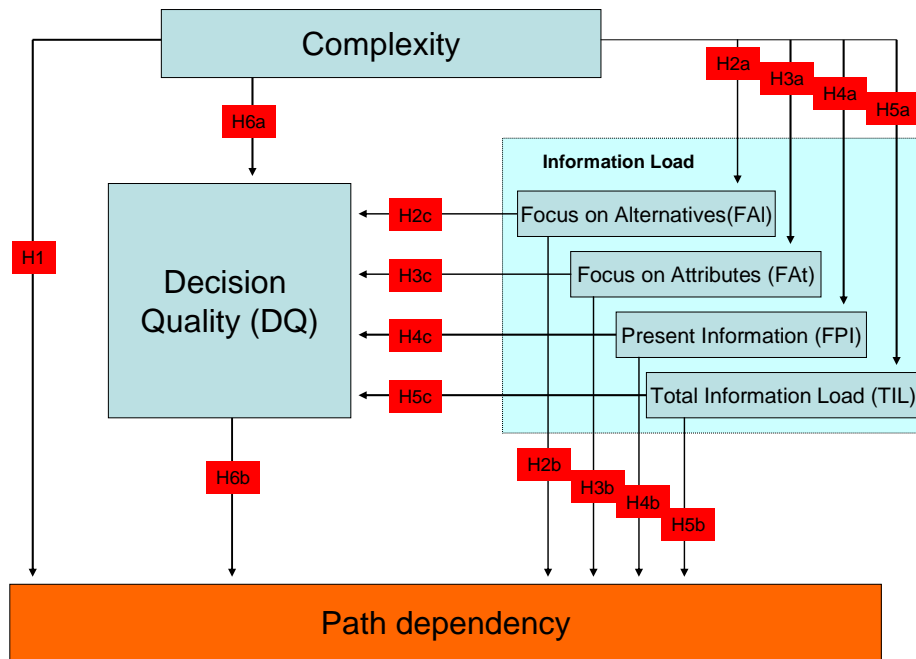 Complexity
H2a
H3a
H4a
H5a
H6a
Information Load
Focus on Alternatives(FAl)
H2c
H1
Focus on Attributes (FAt)
H3c
Decision
Quality (DQ)
Present Information (FPI)
H4c
Total Information Load (TIL)
H5c
H6b
H2b
H3b
H4b
H5b
Path dependency